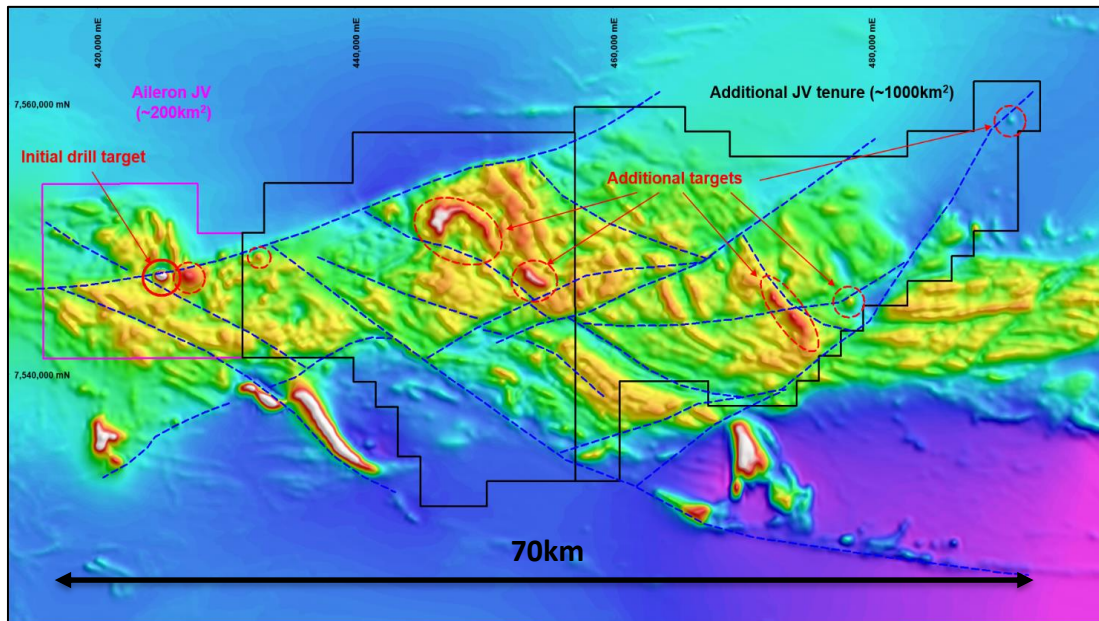 420,000 mE
440,000 mE
460,000 mE
480,000 mE
7,560,000 mN
Aileron JV
(~200km²)
Additional JV tenure (~1000km²)
Initial drill target
Additional targets
7,540,000 mN
70km